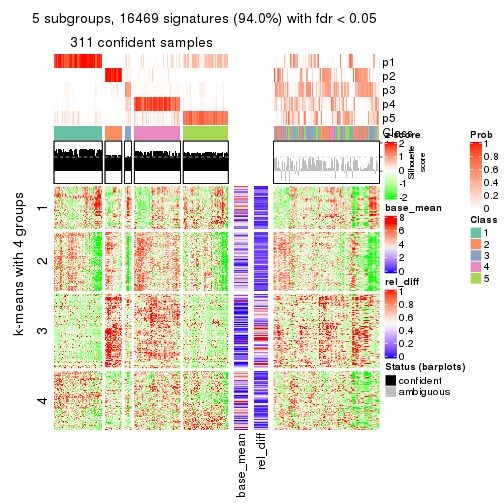 5 subgroups, 16469 signatures (94.0%) with fdr < 0.05
311 confident samples
p1
p2
p3
p4
p5
Class
z-score
2
1
0
-1
-2
Silhouette
score
base_mean
8
6
4
2
0
rel_diff
1
0.8
0.6
0.4
0.2
0
Status (barplots)
confident
ambiguous
Prob
1
0.8
0.6
0.4
0.2
0
Class
1
2
3
4
5
k-means with 4 groups
1
2
3
4
base_mean
rel_diff